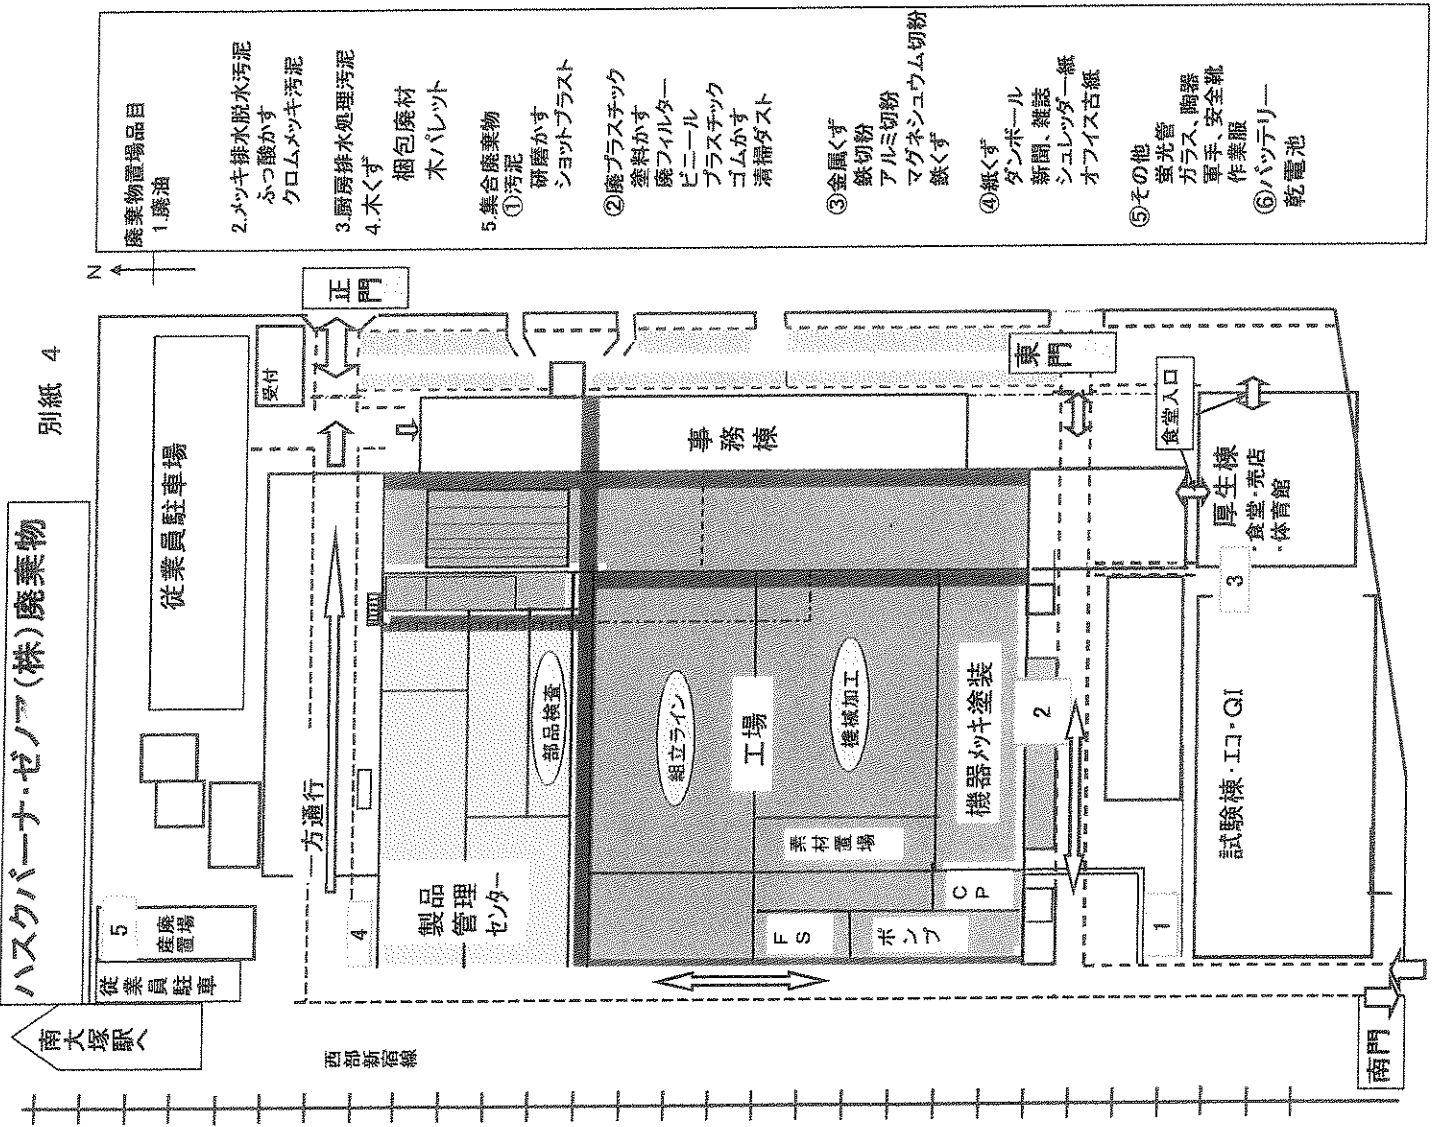 別紙 4
ハスクバーナ・ゼノア(株)廃棄物
N
南大塚駅へ
従業員駐車
5
産廃置場
従業員駐車場
受付
正門
西部新宿線
一方通行
4
製品
管理
センター
部品検査
組立ライン
工場
機械加工
素材置場
機器メッキ塗装
FS
ポンプ
CP
事務棟
東門
2
1
3
食堂入口
厚生棟
・食堂・売店
・体育館
試験棟・エコ・QI
南門
廃棄物置場品目
1.廃油
2.メッキ排水脱水汚泥
ふっ酸かす
クロムメッキ汚泥
3.厨房排水処理汚泥
4.木くず
梱包廃材
木パレット
5.集合廃棄物
①汚泥
研磨かす
ショットブラスト
②廃プラスチック
塗料かす
廃フィルター
ビニール
プラスチック
ゴムかす
清掃ダスト
③金属くず
鉄切粉
アルミ切粉
マグネシュウム切粉
鉄くず
④紙くず
ダンボール
新聞、雑誌
シュレッダー紙
オフィス古紙
⑤その他
蛍光管
ガラス、陶器
軍手、安全靴
作業服
⑥バッテリー
乾電池